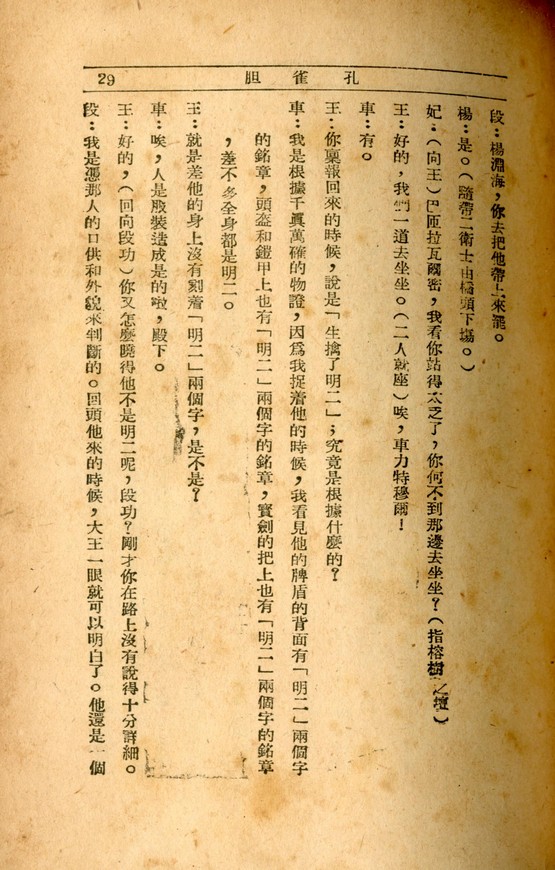 29
孔雀胆
段：楊淵海，你去把他帶上來罷。
楊：是。（隨帶二衛士由橋頭下場。）
妃：（向王）巴匝拉瓦爾密，我看你站得太乏了，你何不到那邊去坐坐？（指榕樹之壇）
王：好的，我們一道去坐坐。（二人就座）唉，車力特穆爾！
車：有。
王：你稟報回來的時候，說是「生擒了明二」；究竟是根據什麼的？
車：我是根據千眞萬確的物證，因爲我捉着他的時候，我看見他的牌盾的背面有「明二」兩個字
的銘章，頭盔和鎧甲上也有「明二」兩個字的銘章，寳劍的把上也有「明二」兩個字的銘章
，差不多全身都是明二。
王：就是差他的身上沒有刻着「明二」兩個字，是不是？
車：唉，人是服裝造成是的啦，殿下。
王：好的，（回向段功）你又怎麼曉得他不是明二呢，段功？剛才你在路上沒有說得十分詳細。
段：我是憑那人的口供和外貌來判斷的。回頭他來的時候，大王一眼就可以明白了。他還是一個